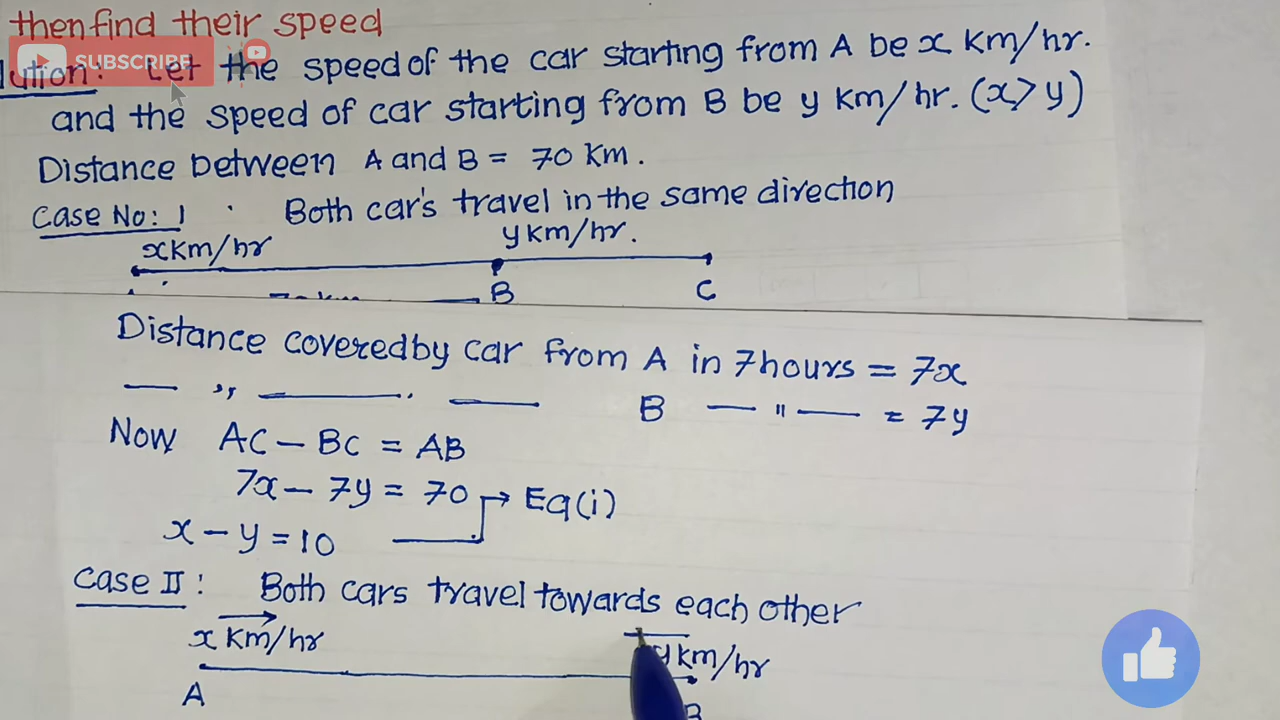 then find their speed
SUBSCRIBE
lution: Let the speed of the car starting from A be x Km/hr.
and the speed of car starting from B be y Km/hr. (x > y)
Distance between A and B = 70 Km.
Case No: 1 Both car's travel in the same direction
x Km/hr y Km/hr.
B C
Distance covered by car from A in 7 hours = 7x
— ,, — — B — " — = 7y
Now AC - BC = AB
7x - 7y = 70 → Eq(i)
x - y = 10
Case II: Both cars travel towards each other
x Km/hr y Km/hr
A B